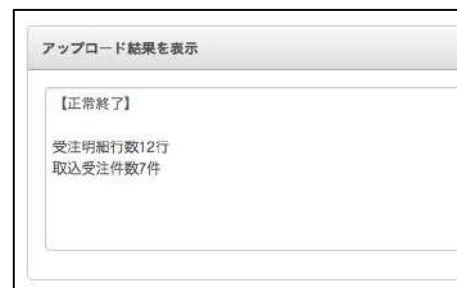 アップロード結果を表示
【正常終了】
受注明細行数12行
取込受注件数7件